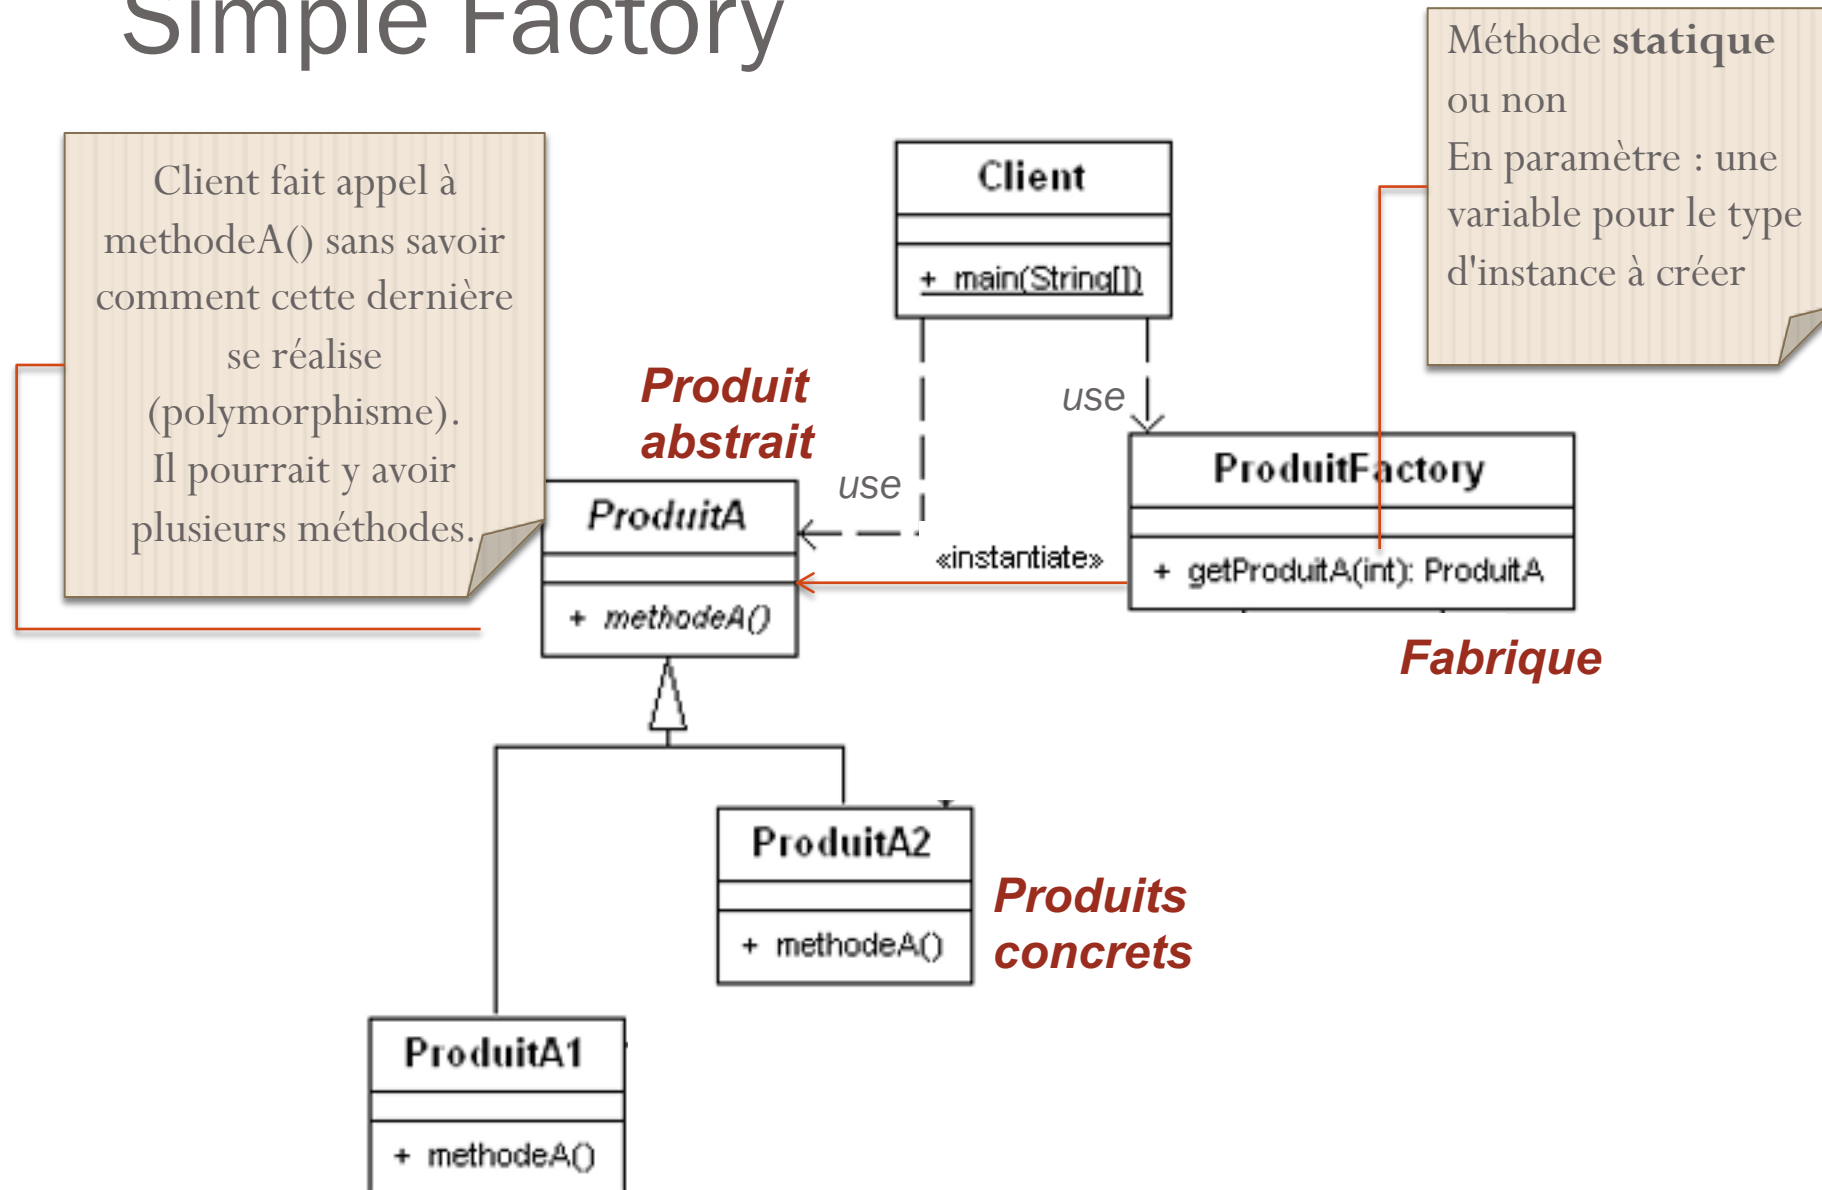 Simple Factory
Méthode statique
ou non
En paramètre : une
variable pour le type
d'instance à créer
Client fait appel à
methodeA() sans savoir
comment cette dernière
se réalise
(polymorphisme).
Il pourrait y avoir
plusieurs méthodes.
Client
+ main(String[])
Produit
abstrait
use
use
ProduitA
+ methodeA()
«instantiate»
ProduitFactory
+ getProduitA(int): ProduitA
Fabrique
ProduitA2
+ methodeA()
Produits
concrets
ProduitA1
+ methodeA()